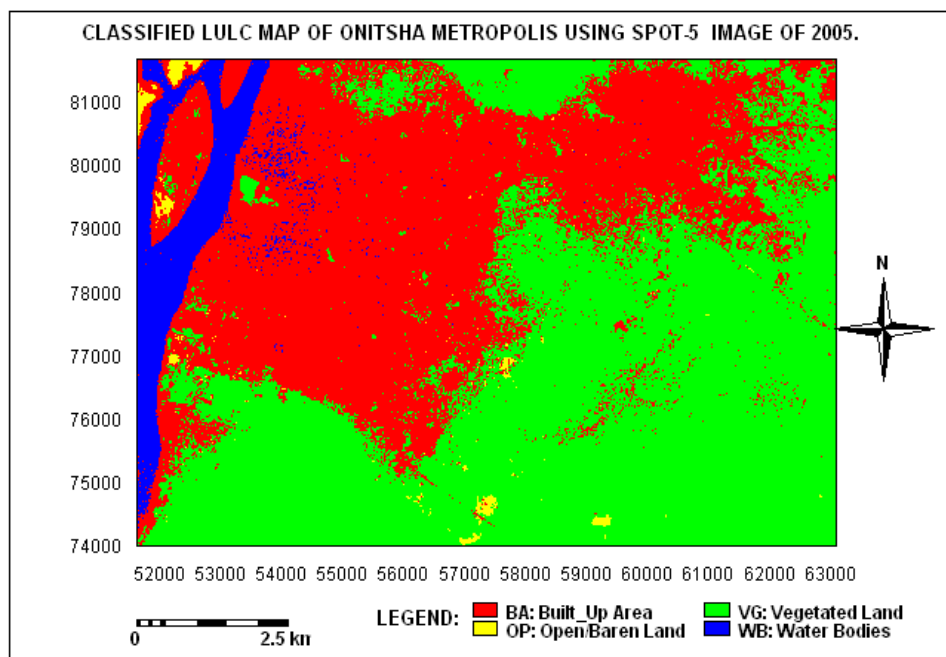 CLASSIFIED LULC MAP OF ONITSHA METROPOLIS USING SPOT-5 IMAGE OF 2005.
81000
80000
79000
78000
77000
76000
75000
74000
N
52000 53000 54000 55000 56000 57000 58000 59000 60000 61000 62000 63000
LEGEND:
BA: Built_Up Area
VG: Vegetated Land
OP: Open/Baren Land
WB: Water Bodies
0 2.5 km